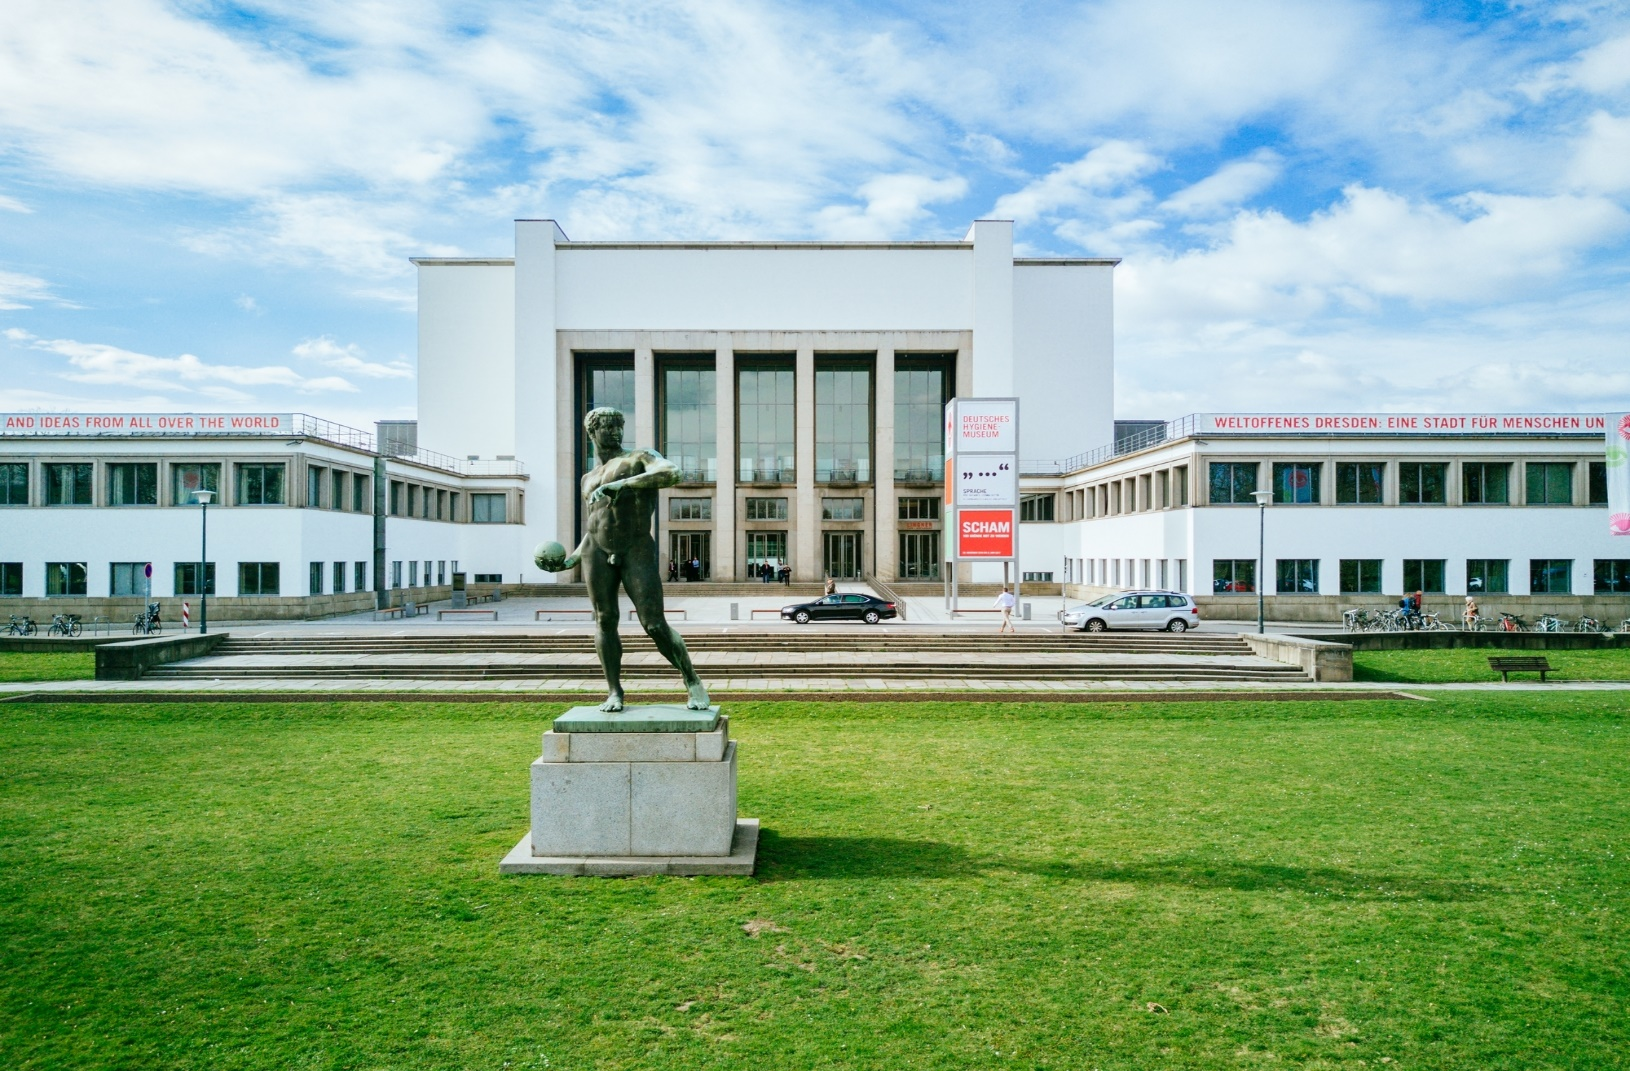 AND IDEAS FROM ALL OVER THE WORLD
WELTOFFENES DRESDEN: EINE STADT FÜR MENSCHEN UN
DEUTSCHES
HYGIENE-
MUSEUM
„ ... “
SPRACHE
SCHAM
LINGNER